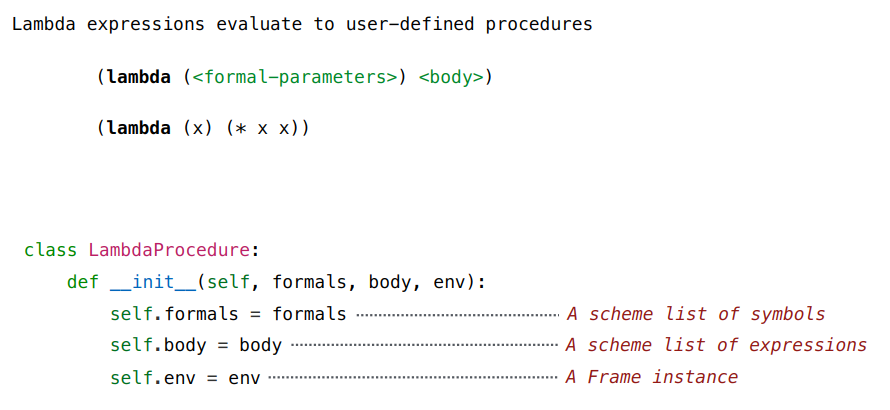 Lambda expressions evaluate to user-defined procedures
(lambda (<formal-parameters>) <body>)
(lambda (x) (* x x))
class LambdaProcedure:
def __init__(self, formals, body, env):
self.formals = formals A scheme list of symbols
self.body = body A scheme list of expressions
self.env = env A Frame instance